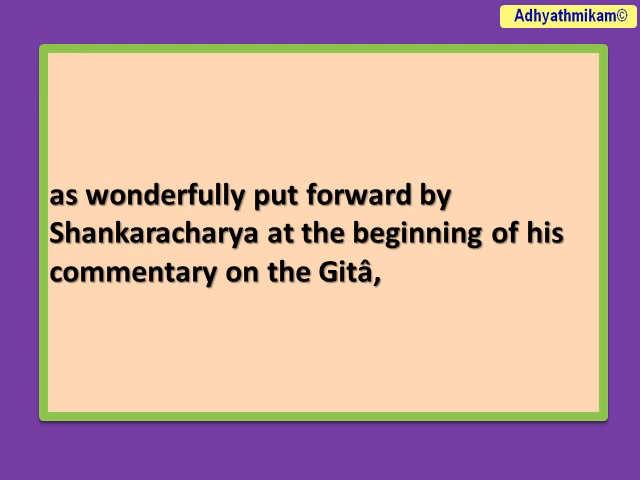 Adhyathmikam©
as wonderfully put forward by
Shankaracharya at the beginning of his
commentary on the Gitâ,